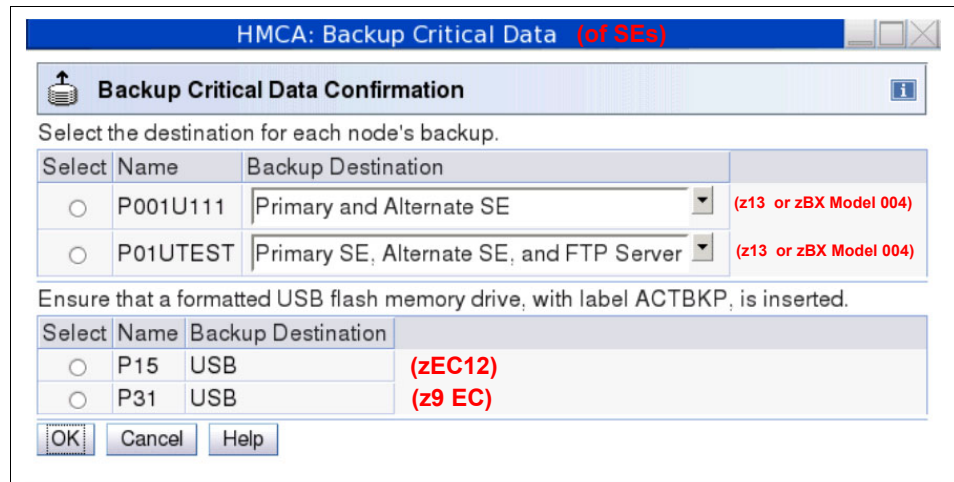 HMCA: Backup Critical Data (of SEs)
Backup Critical Data Confirmation
i
Select the destination for each node's backup.
Select Name Backup Destination
P001U111 Primary and Alternate SE (z13 or zBX Model 004)
P01UTEST Primary SE, Alternate SE, and FTP Server (z13 or zBX Model 004)
Ensure that a formatted USB flash memory drive, with label ACTBKP, is inserted.
Select Name Backup Destination
P15 USB (zEC12)
P31 USB (z9 EC)
OK Cancel Help